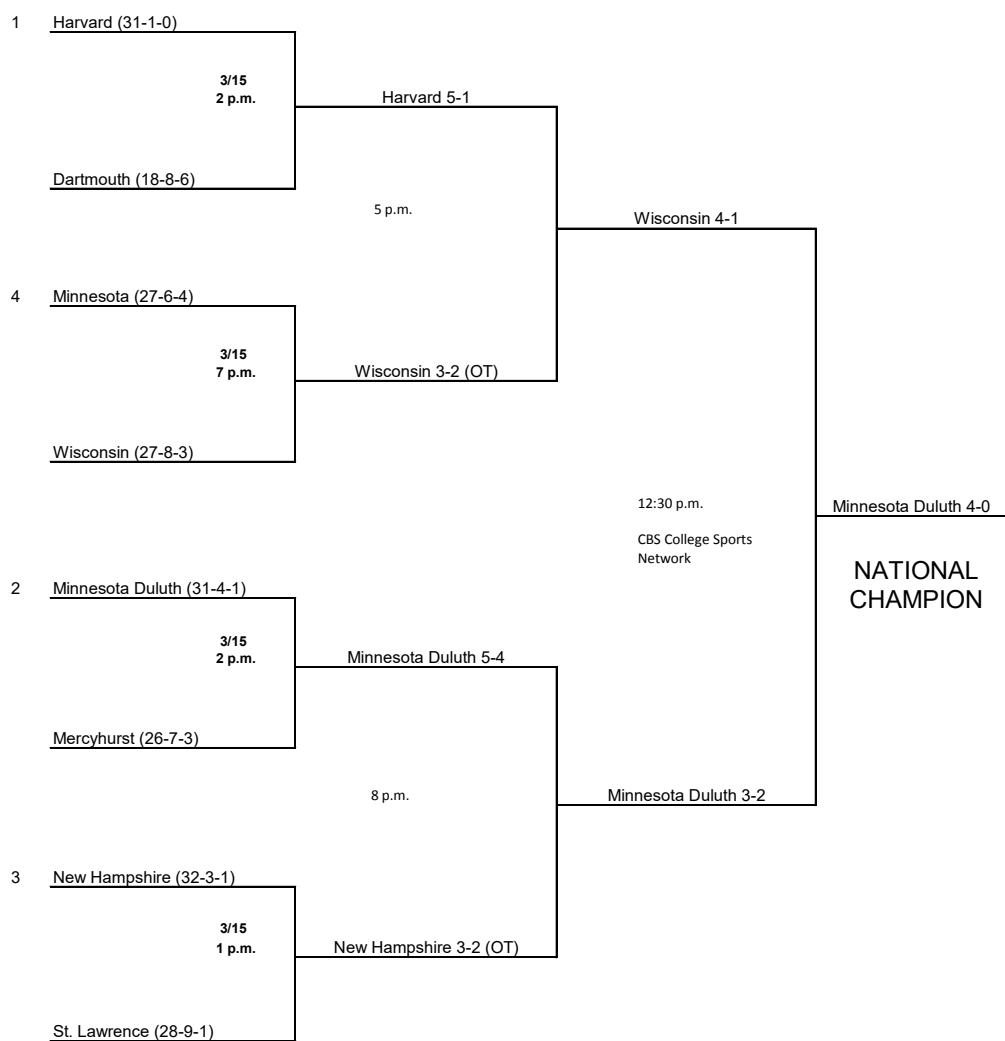 1 Harvard (31-1-0)
3/15
2 p.m.
Harvard 5-1
Dartmouth (18-8-6)
5 p.m.
Wisconsin 4-1
4 Minnesota (27-6-4)
3/15
7 p.m.
Wisconsin 3-2 (OT)
Wisconsin (27-8-3)
12:30 p.m.
CBS College Sports
Network
Minnesota Duluth 4-0
NATIONAL
CHAMPION
2 Minnesota Duluth (31-4-1)
3/15
2 p.m.
Minnesota Duluth 5-4
Mercyhurst (26-7-3)
8 p.m.
Minnesota Duluth 3-2
3 New Hampshire (32-3-1)
3/15
1 p.m.
New Hampshire 3-2 (OT)
St. Lawrence (28-9-1)